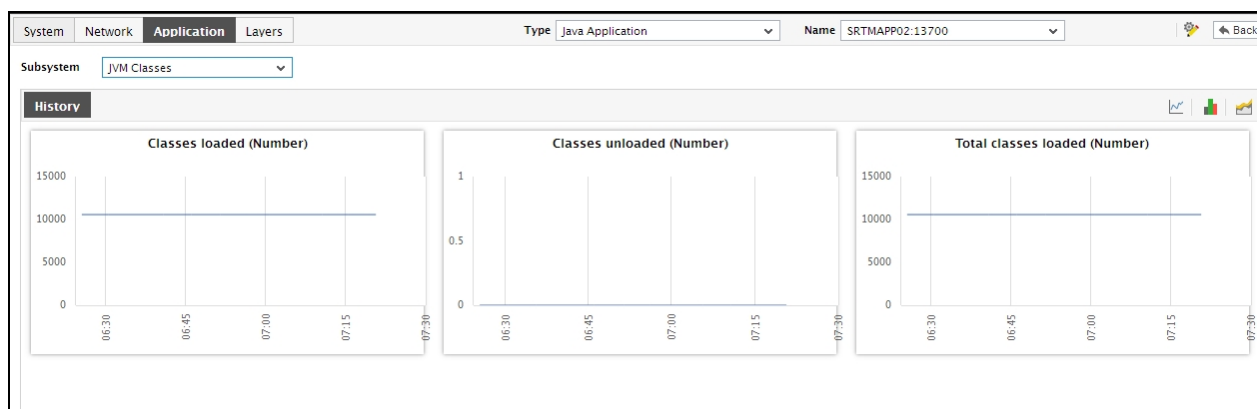 System Network Application Layers Type Java Application Name SRTMAPP02:13700 Back
Subsystem JVM Classes
History
Classes loaded (Number)
15000
10000
5000
0
06:30 06:45 07:00 07:15 07:30
Classes unloaded (Number)
1
0.5
0
06:30 06:45 07:00 07:15 07:30
Total classes loaded (Number)
15000
10000
5000
0
06:30 06:45 07:00 07:15 07:30